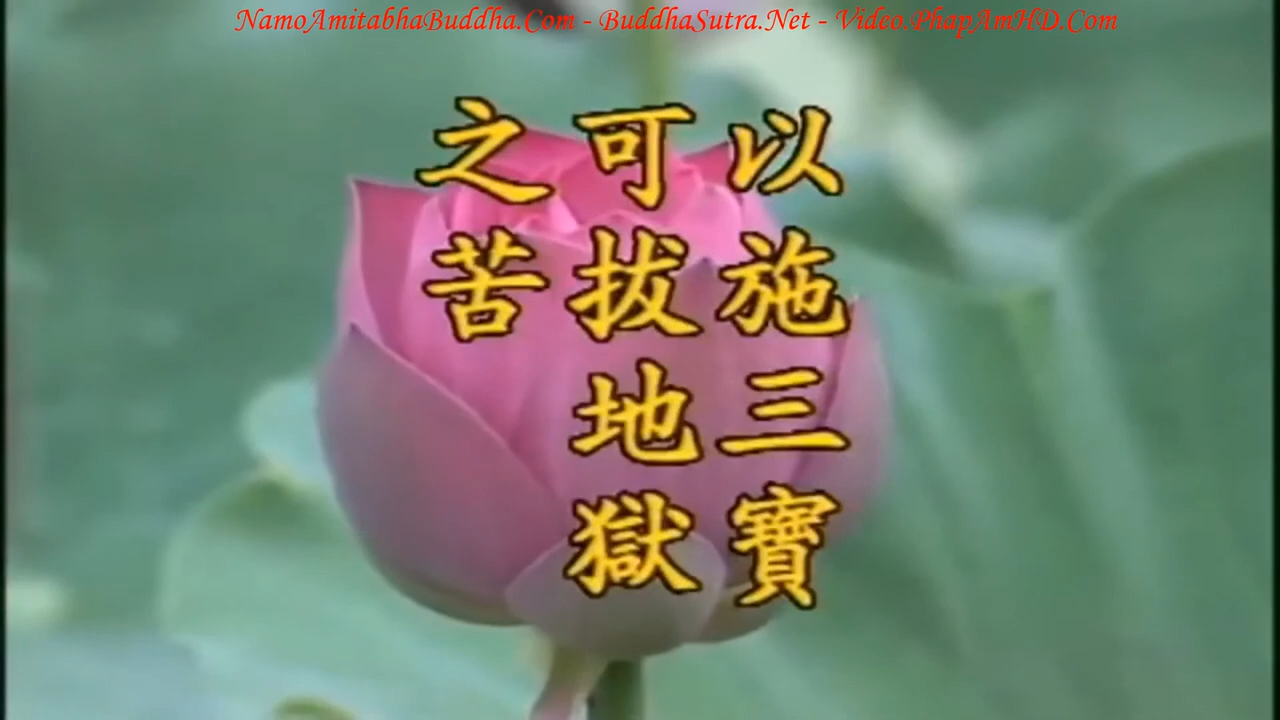 NamoAmitabhaBuddha.Com - BuddhaSutra.Net - Video.PhapAmHD.Com
以施三寶
可拔地獄
之苦